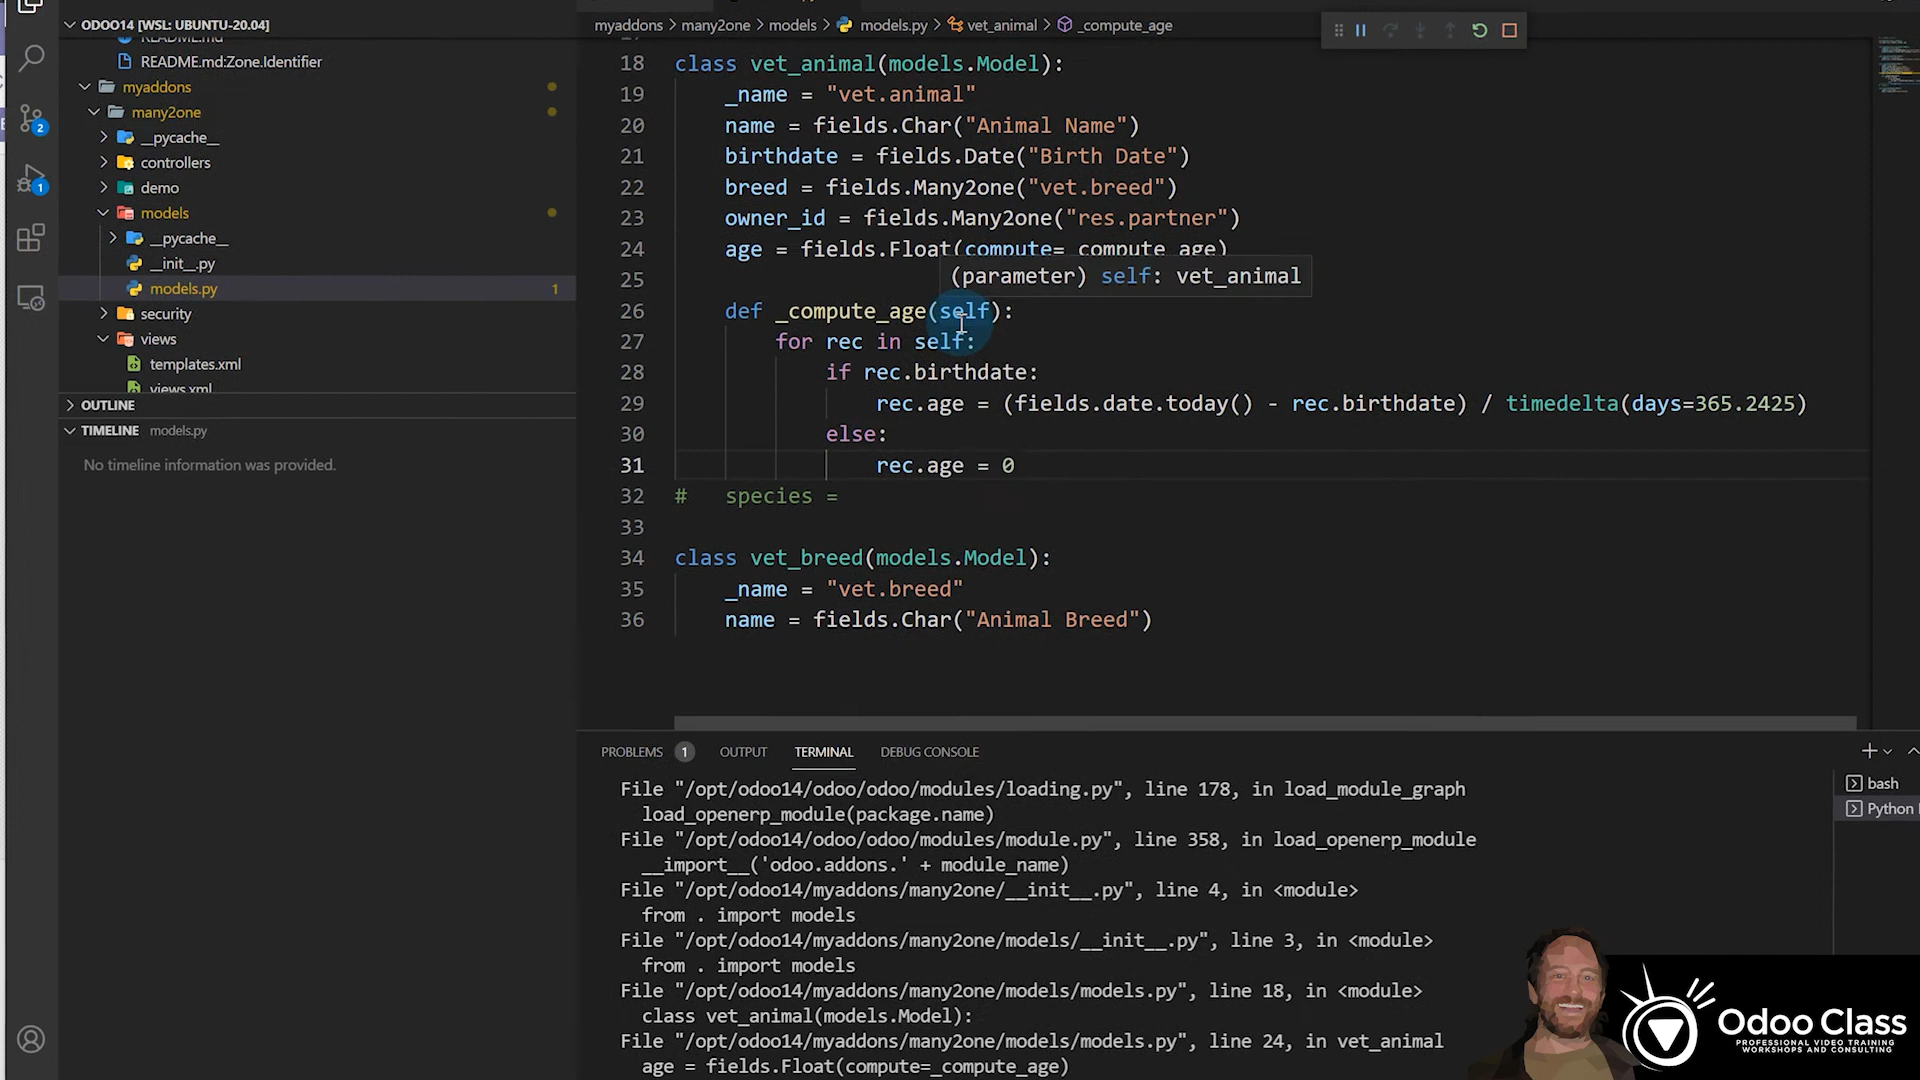 ODOO14 [WSL: UBUNTU-20.04]
README.md
README.md:Zone.Identifier
myaddons
many2one
__pycache__
controllers
demo
models
__pycache__
__init__.py
models.py 1
security
views
templates.xml
views.xml
OUTLINE
TIMELINE models.py
No timeline information was provided.
2
1
myaddons > many2one > models > models.py > vet_animal > _compute_age
18 class vet_animal(models.Model):
19 _name = "vet.animal"
20 name = fields.Char("Animal Name")
21 birthdate = fields.Date("Birth Date")
22 breed = fields.Many2one("vet.breed")
23 owner_id = fields.Many2one("res.partner")
24 age = fields.Float(compute=_compute_age)
25
(parameter) self: vet_animal
26 def _compute_age(self):
27 for rec in self:
28 if rec.birthdate:
29 rec.age = (fields.date.today() - rec.birthdate) / timedelta(days=365.2425)
30 else:
31 rec.age = 0
32 #   species =
33
34 class vet_breed(models.Model):
35 _name = "vet.breed"
36 name = fields.Char("Animal Breed")
PROBLEMS 1 OUTPUT TERMINAL DEBUG CONSOLE
File "/opt/odoo14/odoo/odoo/modules/loading.py", line 178, in load_module_graph
load_openerp_module(package.name)
File "/opt/odoo14/odoo/odoo/modules/module.py", line 358, in load_openerp_module
__import__('odoo.addons.' + module_name)
File "/opt/odoo14/myaddons/many2one/__init__.py", line 4, in <module>
from . import models
File "/opt/odoo14/myaddons/many2one/models/__init__.py", line 3, in <module>
from . import models
File "/opt/odoo14/myaddons/many2one/models/models.py", line 18, in <module>
class vet_animal(models.Model):
File "/opt/odoo14/myaddons/many2one/models/models.py", line 24, in vet_animal
age = fields.Float(compute=_compute_age)
bash
Python
Odoo Class
PROFESSIONAL VIDEO TRAINING
WORKSHOPS AND CONSULTING